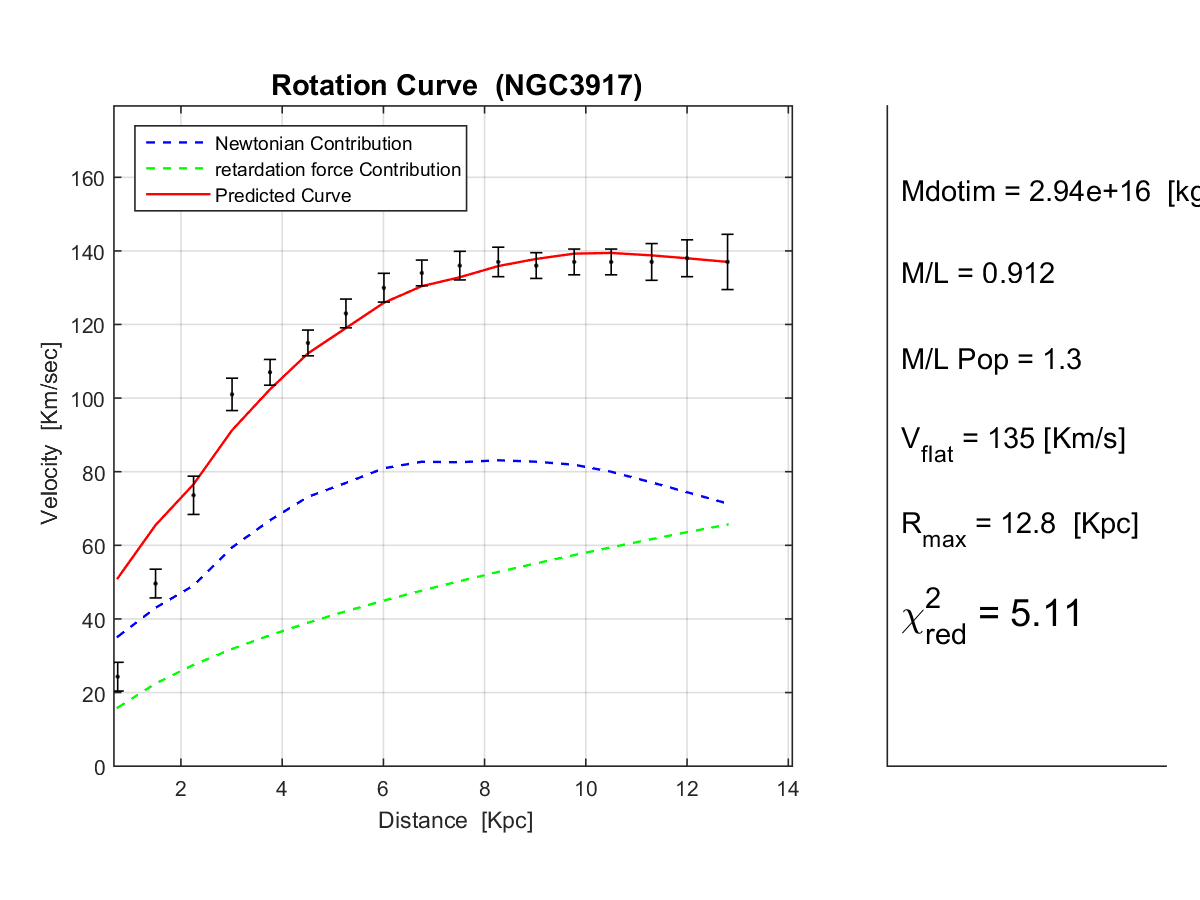 Rotation Curve (NGC3917)
Newtonian Contribution
retardation force Contribution
Predicted Curve
160
140
120
100
80
60
40
20
0
Velocity [Km/sec]
2 4 6 8 10 12 14
Distance [Kpc]
Mdotim = 2.94e+16 [kg
M/L = 0.912
M/L Pop = 1.3
V_flat = 135 [Km/s]
R_max = 12.8 [Kpc]
χ²_red = 5.11